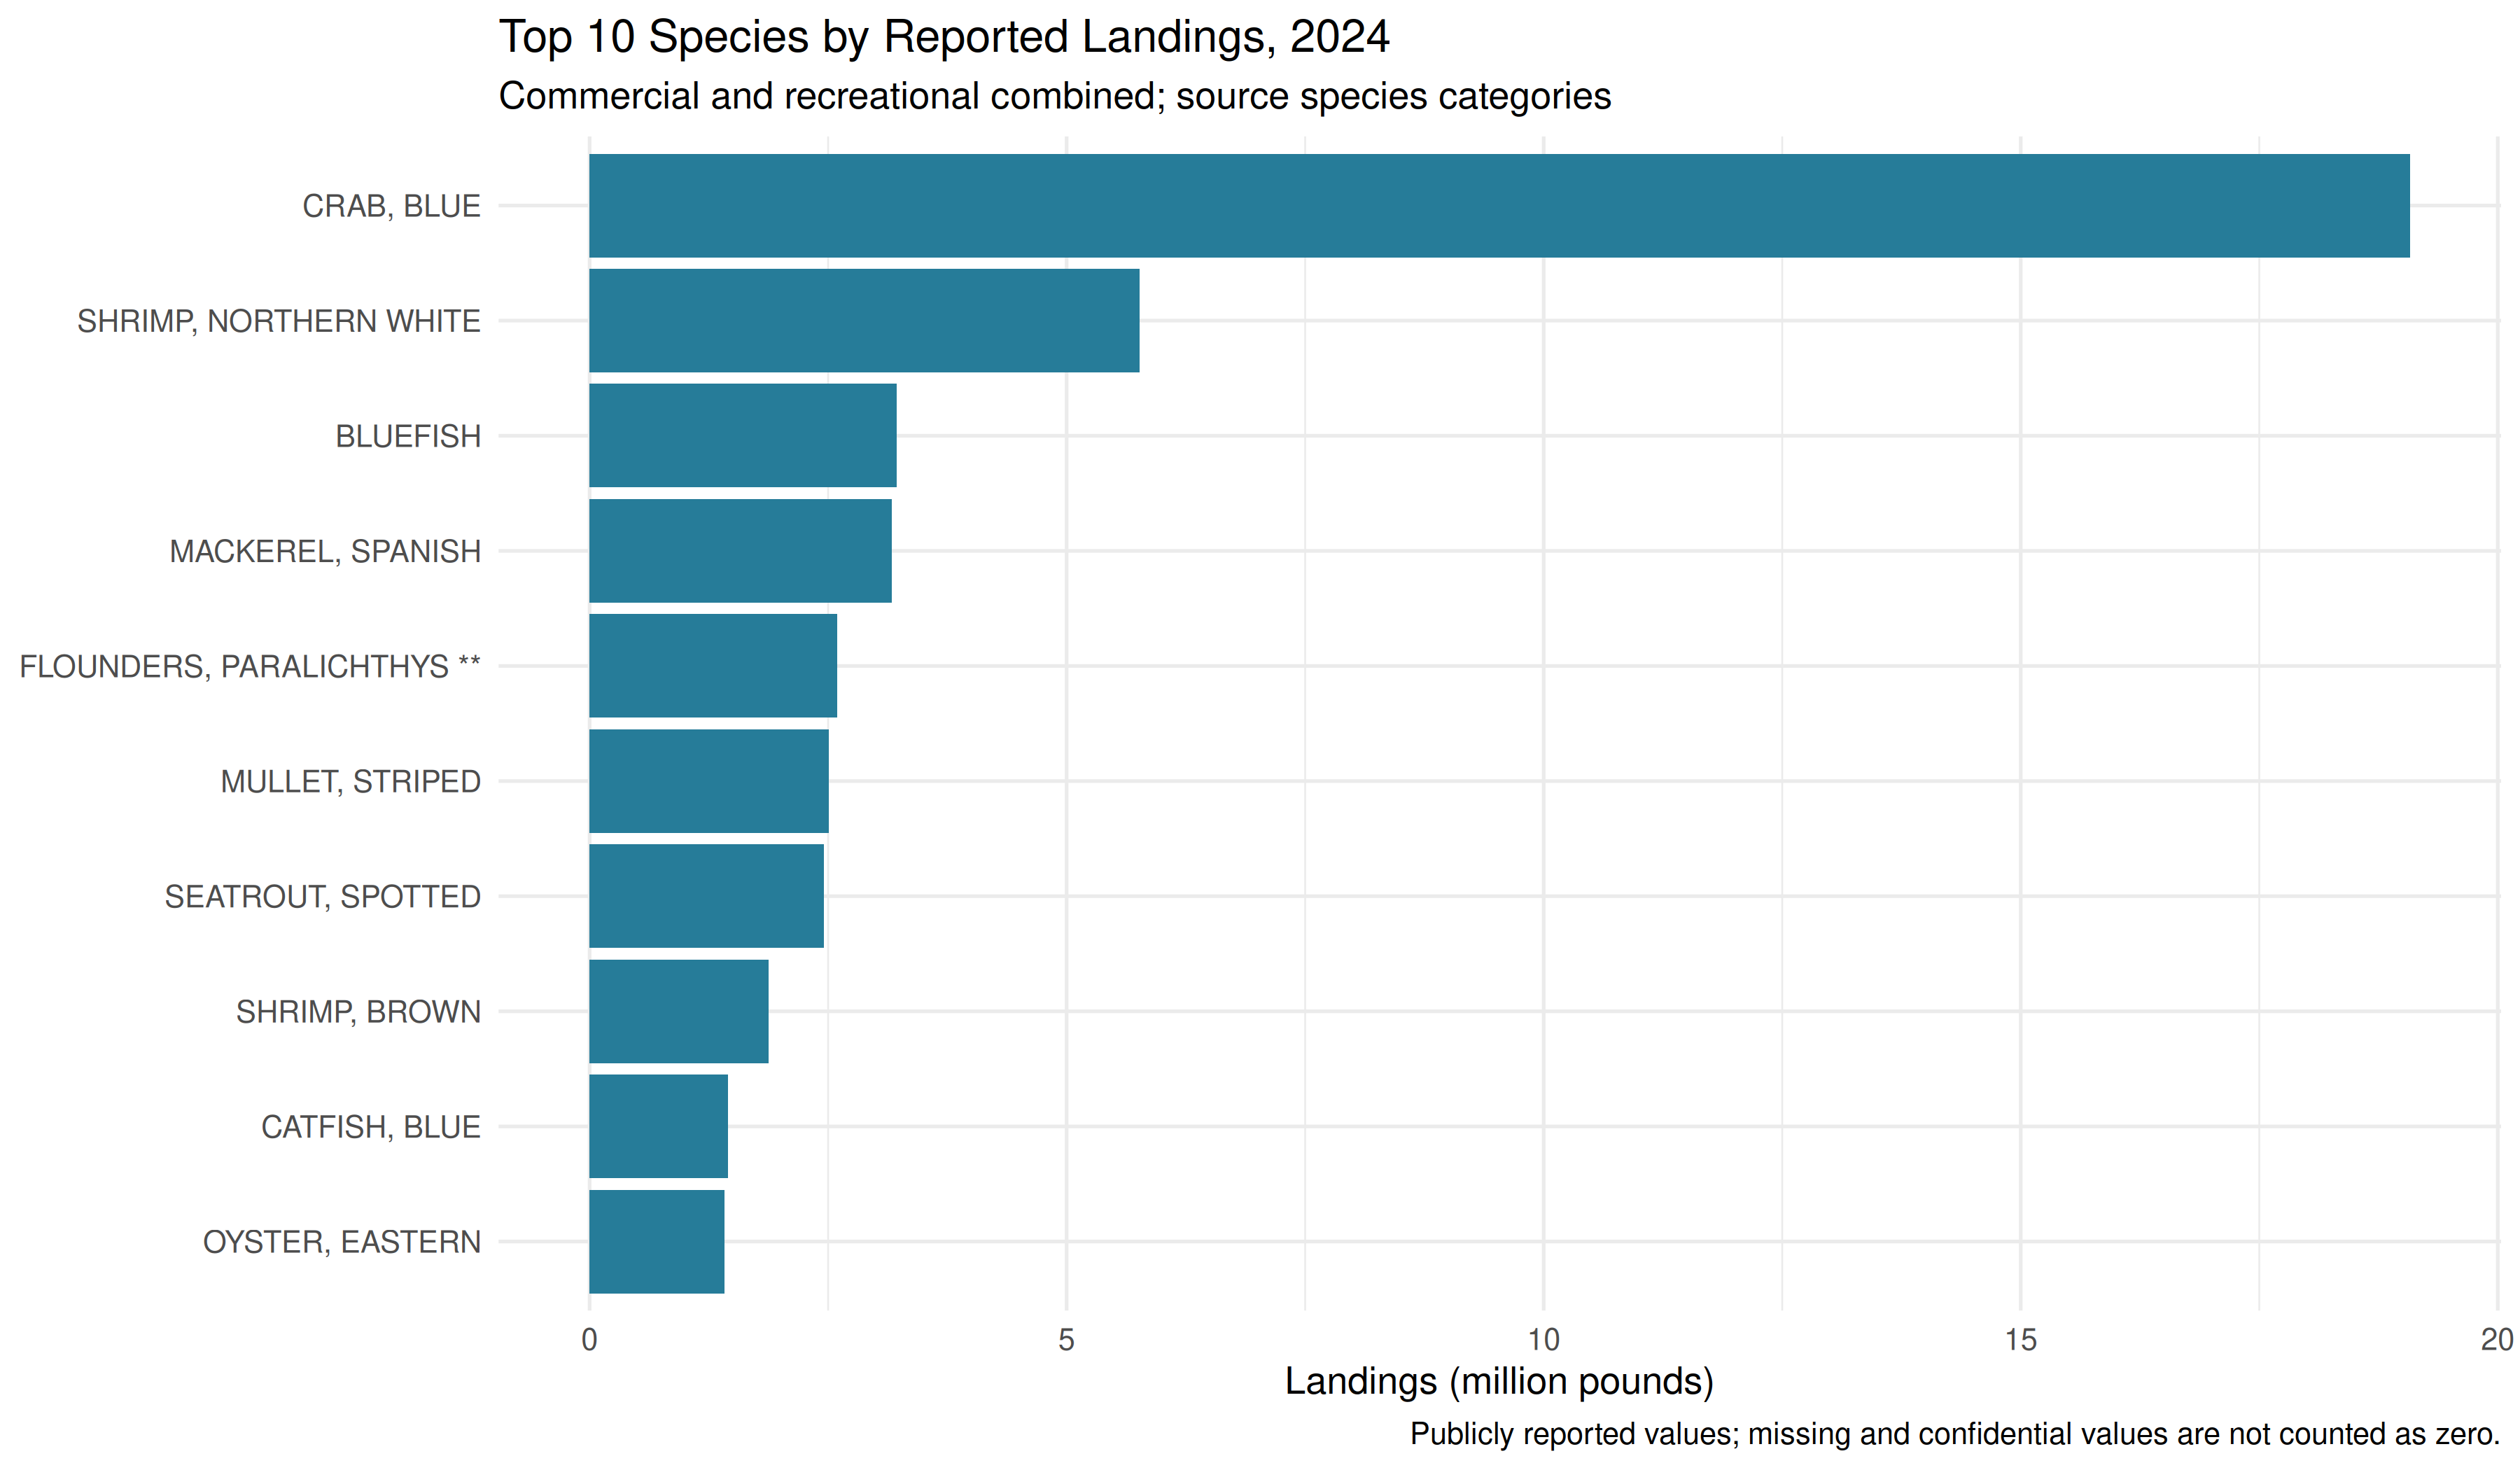 Top 10 Species by Reported Landings, 2024
Commercial and recreational combined; source species categories
CRAB, BLUE
SHRIMP, NORTHERN WHITE
BLUEFISH
MACKEREL, SPANISH
FLOUNDERS, PARALICHTHYS **
MULLET, STRIPED
SEATROUT, SPOTTED
SHRIMP, BROWN
CATFISH, BLUE
OYSTER, EASTERN
0 5 10 15 20
Landings (million pounds)
Publicly reported values; missing and confidential values are not counted as zero.